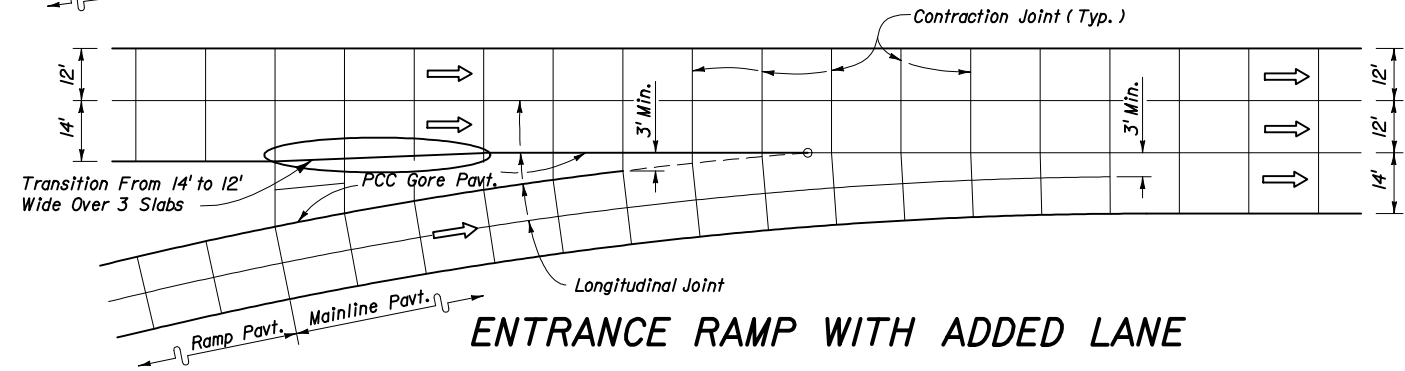 Contraction Joint (Typ.)
12'
14'
3' Min.
3' Min.
12'
12'
14'
Transition From 14' to 12'
Wide Over 3 Slabs
PCC Gore Pavt.
Longitudinal Joint
Ramp Pavt.
Mainline Pavt.
ENTRANCE RAMP WITH ADDED LANE